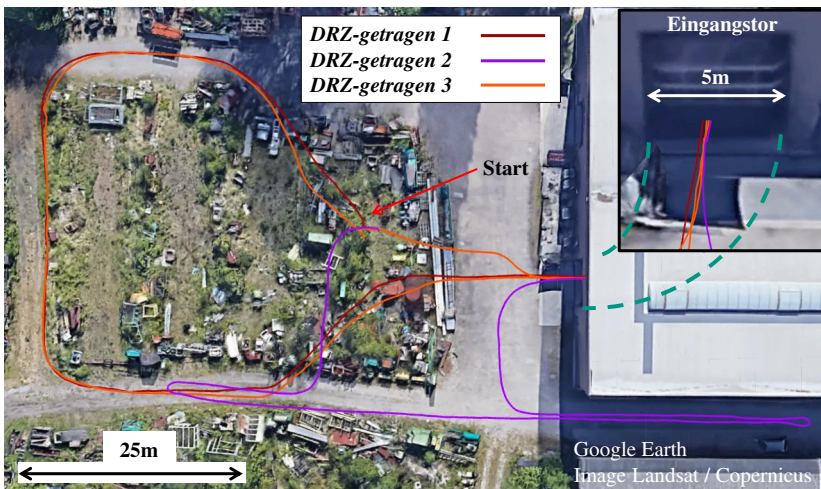 DRZ-getragen 1
DRZ-getragen 2
DRZ-getragen 3
Eingangstor
5m
Start
25m
Google Earth
Image Landsat / Copernicus